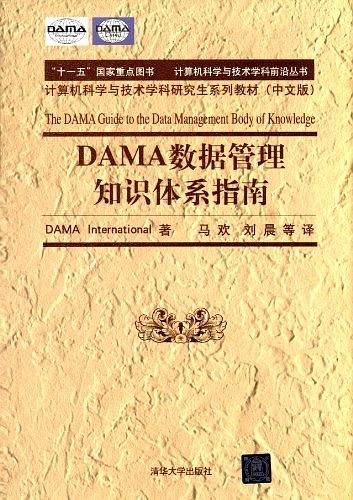 DAMA DAMA
CHINA
“十一五”国家重点图书 计算机科学与技术学科前沿丛书
计算机科学与技术学科研究生系列教材（中文版）
The DAMA Guide to the Data Management Body of Knowledge
DAMA数据管理
知识体系指南
DAMA International 著 马欢 刘晨等译
清华大学出版社